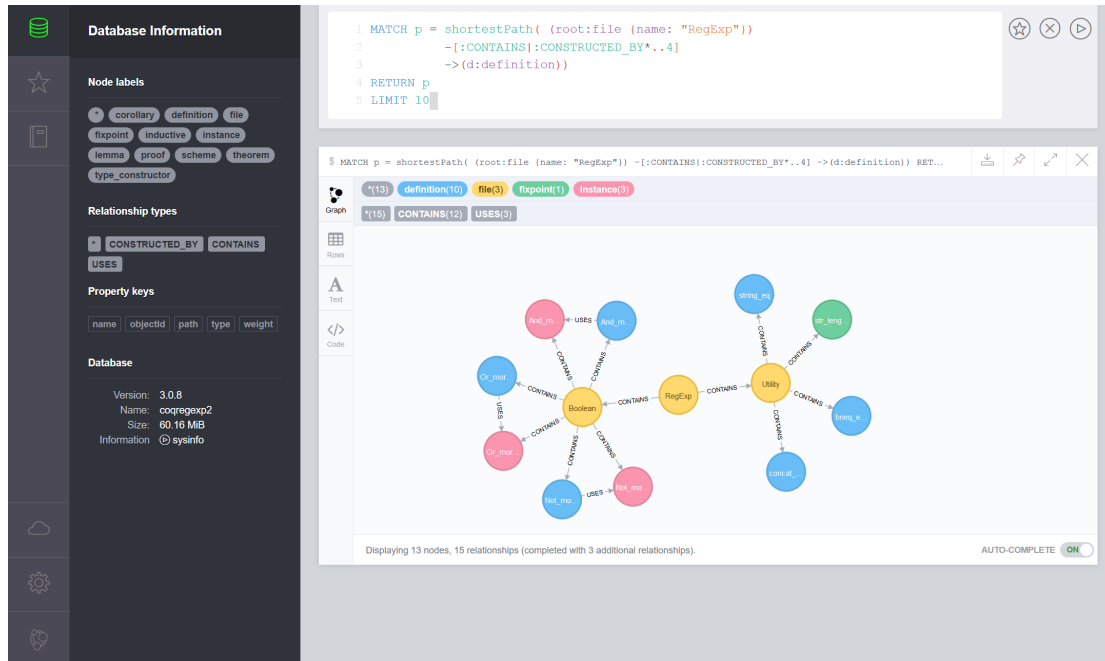 Database Information
Node labels
* corollary definition file
fixpoint inductive instance
lemma proof scheme theorem
type_constructor
Relationship types
* CONSTRUCTED_BY CONTAINS
USES
Property keys
name objectId path type weight
Database
Version: 3.0.8
Name: coqregexp2
Size: 60.16 MiB
Information sysinfo
1 MATCH p = shortestPath( (root:file {name: "RegExp"})
2 -[:CONTAINS|:CONSTRUCTED_BY*..4]
3 ->(d:definition))
4 RETURN p
5 LIMIT 10
$ MATCH p = shortestPath( (root:file {name: "RegExp"}) -[:CONTAINS|:CONSTRUCTED_BY*..4] ->(d:definition)) RET...
Graph
Rows
A
Text
</>
Code
*(13) definition(10) file(3) fixpoint(1) instance(3)
*(15) CONTAINS(12) USES(3)
string_eq
And_m...
USES
And_m...
str_leng...
CONTAINS
CONTAINS
CONTAINS
CONTAINS
Or_mor...
CONTAINS
Utility
RegExp
CONTAINS
CONTAINS
Boolean
CONTAINS
USES
CONTAINS
bneq_e...
Or_mor...
CONTAINS
CONTAINS
CONTAINS
concat_...
Not_mo...
USES
Not_mo...
Displaying 13 nodes, 15 relationships (completed with 3 additional relationships).
AUTO-COMPLETE ON